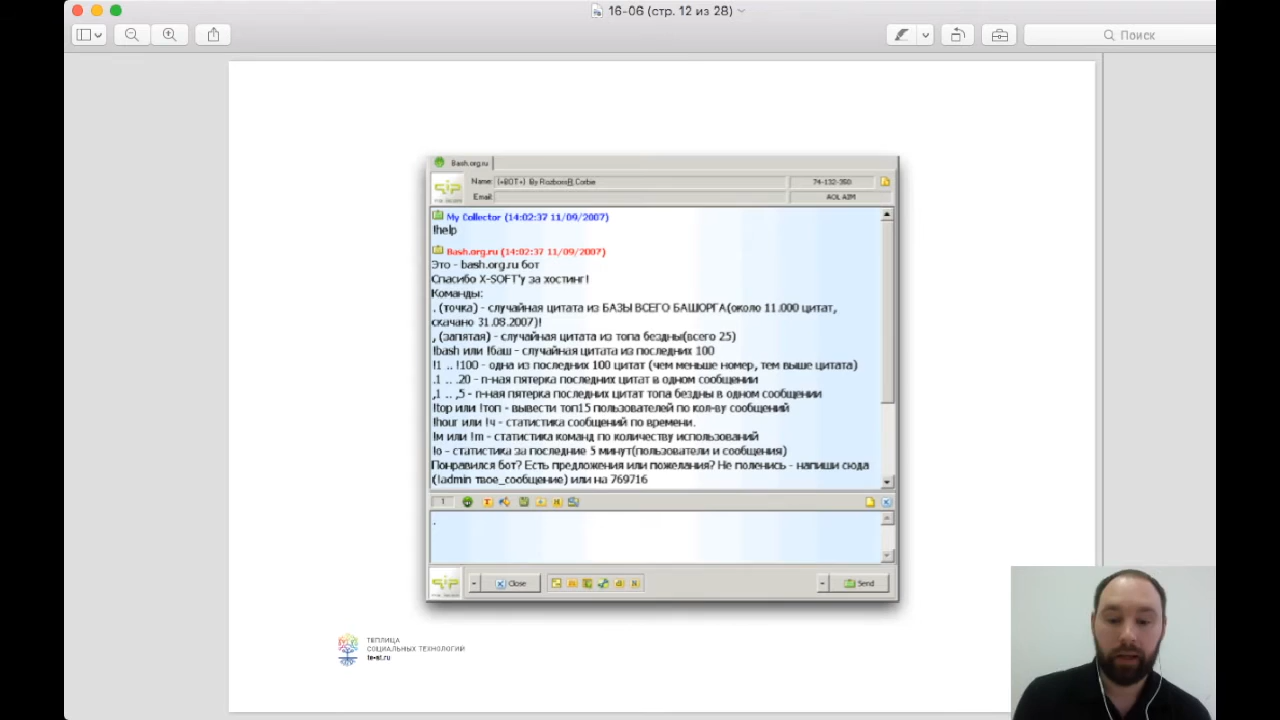 16-06 (стр. 12 из 28)
Поиск
Bash.org.ru
Name: (=BOT=) By RiszborisR, Corbie
74-132-350
Email
AOL AIM
My Collector (14:02:37 11/09/2007)
!help
Bash.org.ru (14:02:37 11/09/2007)
Это - bash.org.ru бот
Спасибо X-SOFT'у за хостинг!
Команды:
. (точка) - случайная цитата из БАЗЫ ВСЕГО БАШОРГА(около 11.000 цитат,
скачано 31.08.2007)!
, (запятая) - случайная цитата из топа бездны(всего 25)
!bash или !баш - случайная цитата из последних 100
!1 .. !100 - одна из последних 100 цитат (чем меньше номер, тем выше цитата)
.1 .. .20 - n-ная пятерка последних цитат в одном сообщении
,1 .. ,5 - n-ная пятерка последних цитат топа бездны в одном сообщении
!top или !топ - вывести топ15 пользователей по кол-ву сообщений
!hour или !ч - статистика сообщений по времени.
!м или !m - статистика команд по количеству использований
!o - статистика за последние 5 минут(пользователи и сообщения)
Понравился бот? Есть предложения или пожелания? Не поленись - напиши сюда
(!admin твое_сообщение) или на 769716
1
.
Close
Send
ТЕПЛИЦА
СОЦИАЛЬНЫХ ТЕХНОЛОГИЙ
te-st.ru